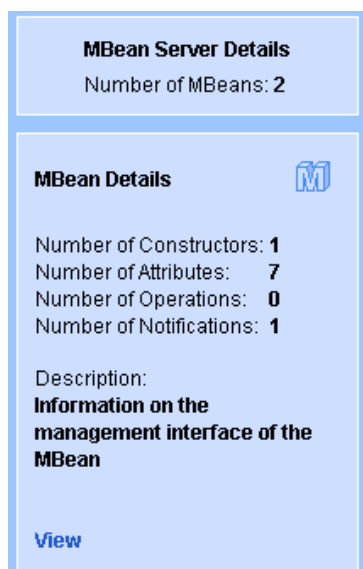 MBean Server Details
Number of MBeans: 2
MBean Details
M
Number of Constructors: 1
Number of Attributes: 7
Number of Operations: 0
Number of Notifications: 1
Description:
Information on the
management interface of the
MBean
View